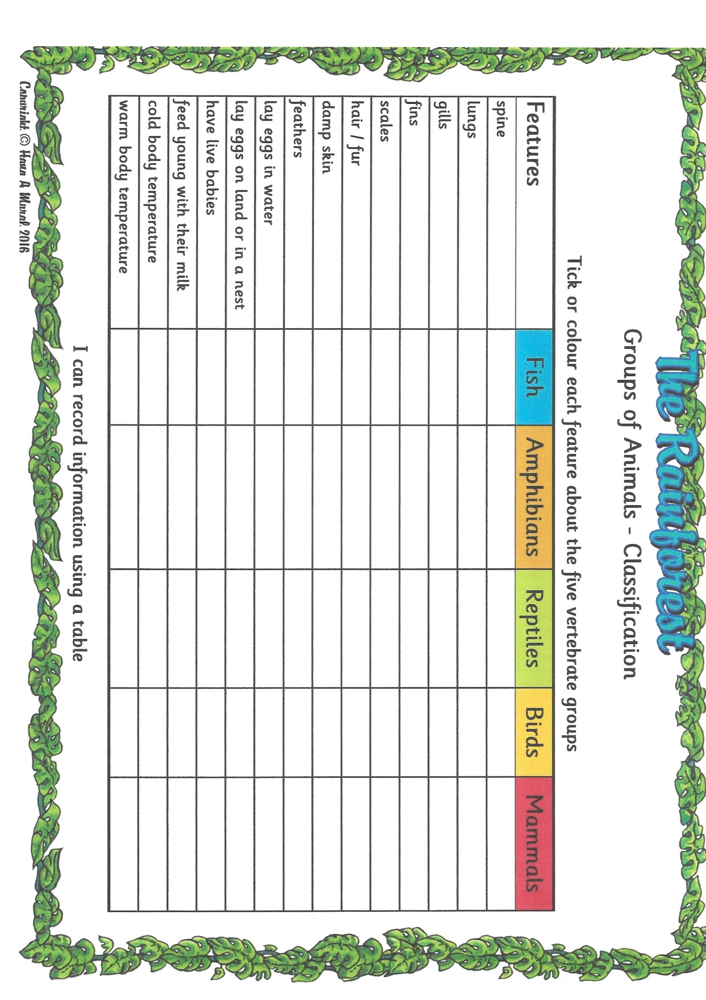 The Rainforest
Groups of Animals - Classification
Tick or colour each feature about the five vertebrate groups
Features Fish Amphibians Reptiles Birds Mammals
spine
lungs
gills
fins
scales
hair / fur
damp skin
feathers
lay eggs in water
lay eggs on land or in a nest
have live babies
feed young with their milk
cold body temperature
warm body temperature
I can record information using a table
© A 2016